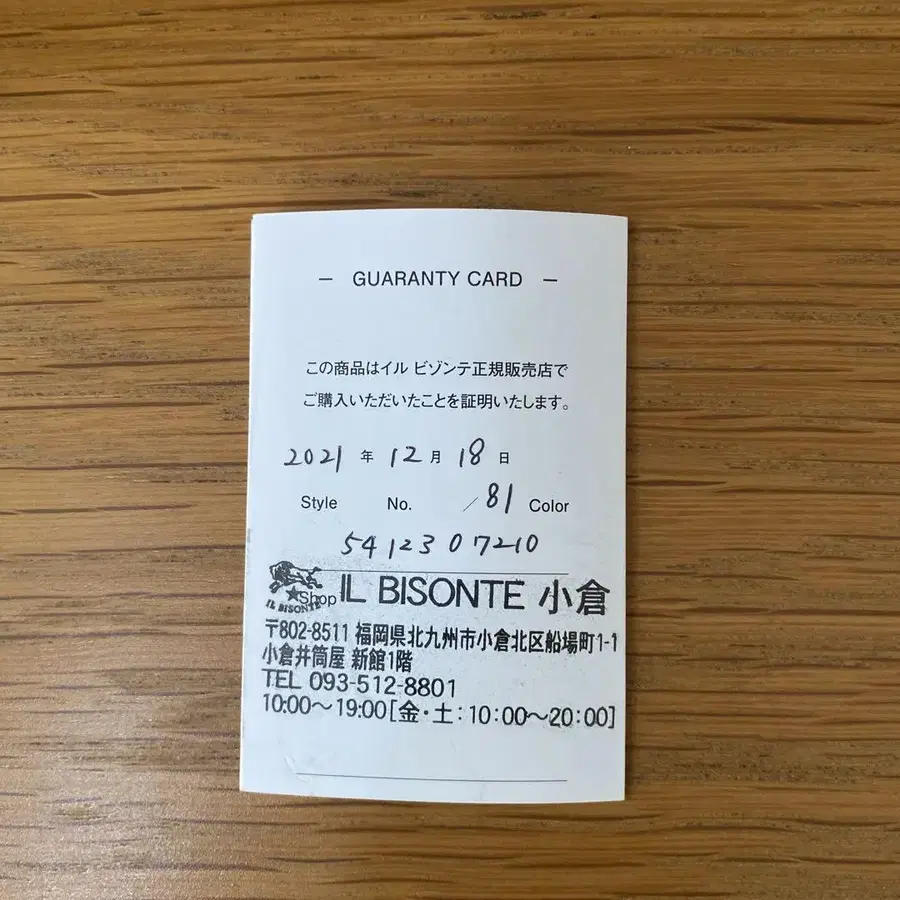 — GUARANTY CARD —
この商品はイル ビゾンテ正規販売店で
ご購入いただいたことを証明いたします。
2021 年 12 月 18 日
Style No. /81 Color
5412307210
IL BISONTE
Shop IL BISONTE 小倉
〒802-8511 福岡県北九州市小倉北区船場町1-1
小倉井筒屋 新館1階
TEL 093-512-8801
10:00〜19:00[金・土:10:00〜20:00]